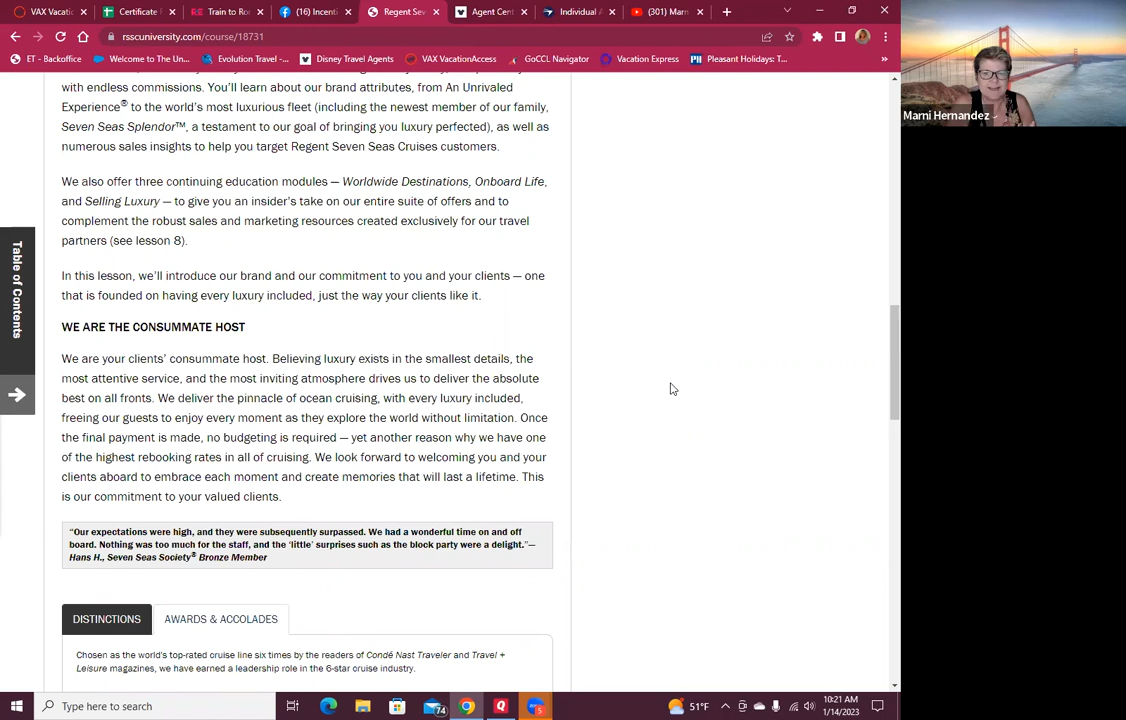 VAX Vacatio
Certificate F
Train to Ro
(16) Incenti
Regent Sev
Agent Cent
Individual A
(301) Marn
rsscuniversity.com/course/18731
ET - Backoffice
Welcome to The Un...
Evolution Travel -...
Disney Travel Agents
VAX VacationAccess
GoCCL Navigator
Vacation Express
Pleasant Holidays: T...
»
with endless commissions. You'll learn about our brand attributes, from An Unrivaled
Experience® to the world's most luxurious fleet (including the newest member of our family,
Seven Seas Splendor™, a testament to our goal of bringing you luxury perfected), as well as
numerous sales insights to help you target Regent Seven Seas Cruises customers.
We also offer three continuing education modules — Worldwide Destinations, Onboard Life,
and Selling Luxury — to give you an insider's take on our entire suite of offers and to
complement the robust sales and marketing resources created exclusively for our travel
partners (see lesson 8).
In this lesson, we'll introduce our brand and our commitment to you and your clients — one
that is founded on having every luxury included, just the way your clients like it.
WE ARE THE CONSUMMATE HOST
We are your clients' consummate host. Believing luxury exists in the smallest details, the
most attentive service, and the most inviting atmosphere drives us to deliver the absolute
best on all fronts. We deliver the pinnacle of ocean cruising, with every luxury included,
freeing our guests to enjoy every moment as they explore the world without limitation. Once
the final payment is made, no budgeting is required — yet another reason why we have one
of the highest rebooking rates in all of cruising. We look forward to welcoming you and your
clients aboard to embrace each moment and create memories that will last a lifetime. This
is our commitment to your valued clients.
"Our expectations were high, and they were subsequently surpassed. We had a wonderful time on and off
board. Nothing was too much for the staff, and the 'little' surprises such as the block party were a delight."—
Hans H., Seven Seas Society® Bronze Member
DISTINCTIONS
AWARDS & ACCOLADES
Chosen as the world's top-rated cruise line six times by the readers of Condé Nast Traveler and Travel +
Leisure magazines, we have earned a leadership role in the 6-star cruise industry.
Table of Contents
Marni Hernandez
Type here to search
74
5
51°F
10:21 AM
1/14/2023